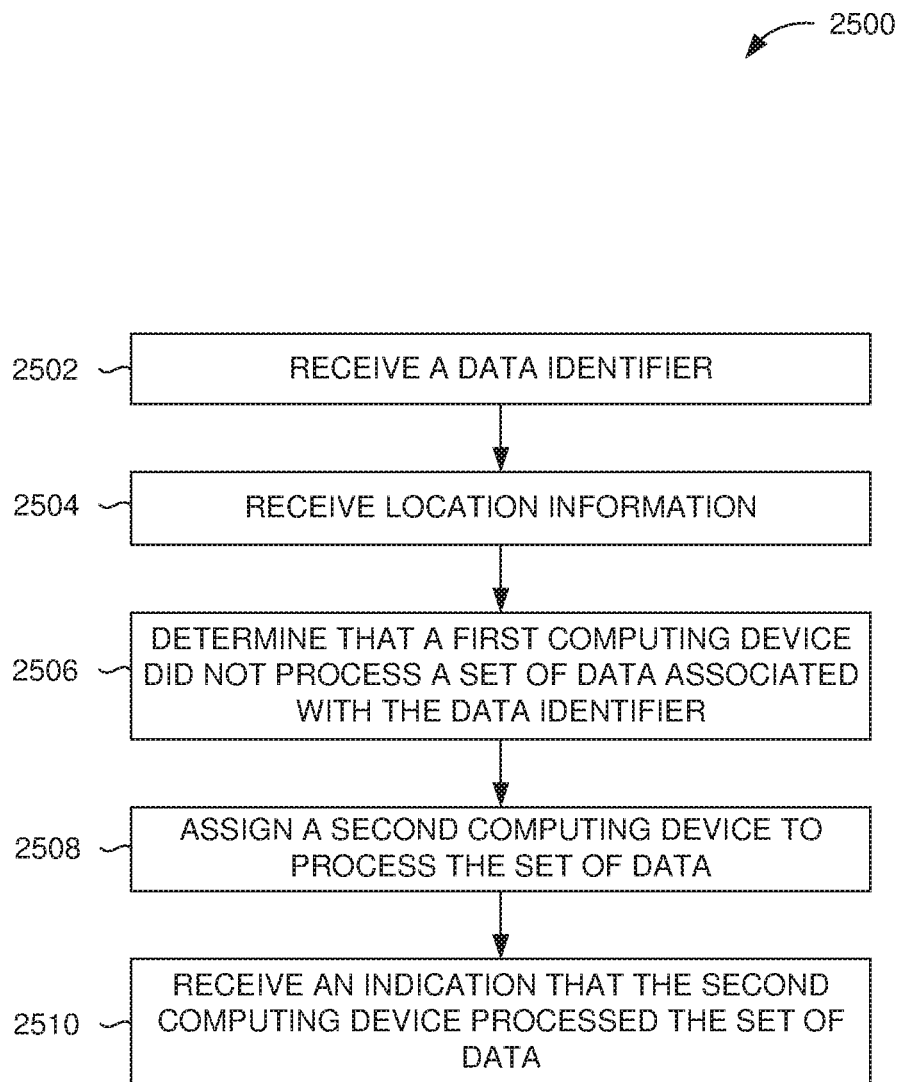 2500
2502
RECEIVE A DATA IDENTIFIER
2504
RECEIVE LOCATION INFORMATION
2506
DETERMINE THAT A FIRST COMPUTING DEVICE
DID NOT PROCESS A SET OF DATA ASSOCIATED
WITH THE DATA IDENTIFIER
2508
ASSIGN A SECOND COMPUTING DEVICE TO
PROCESS THE SET OF DATA
2510
RECEIVE AN INDICATION THAT THE SECOND
COMPUTING DEVICE PROCESSED THE SET OF
DATA